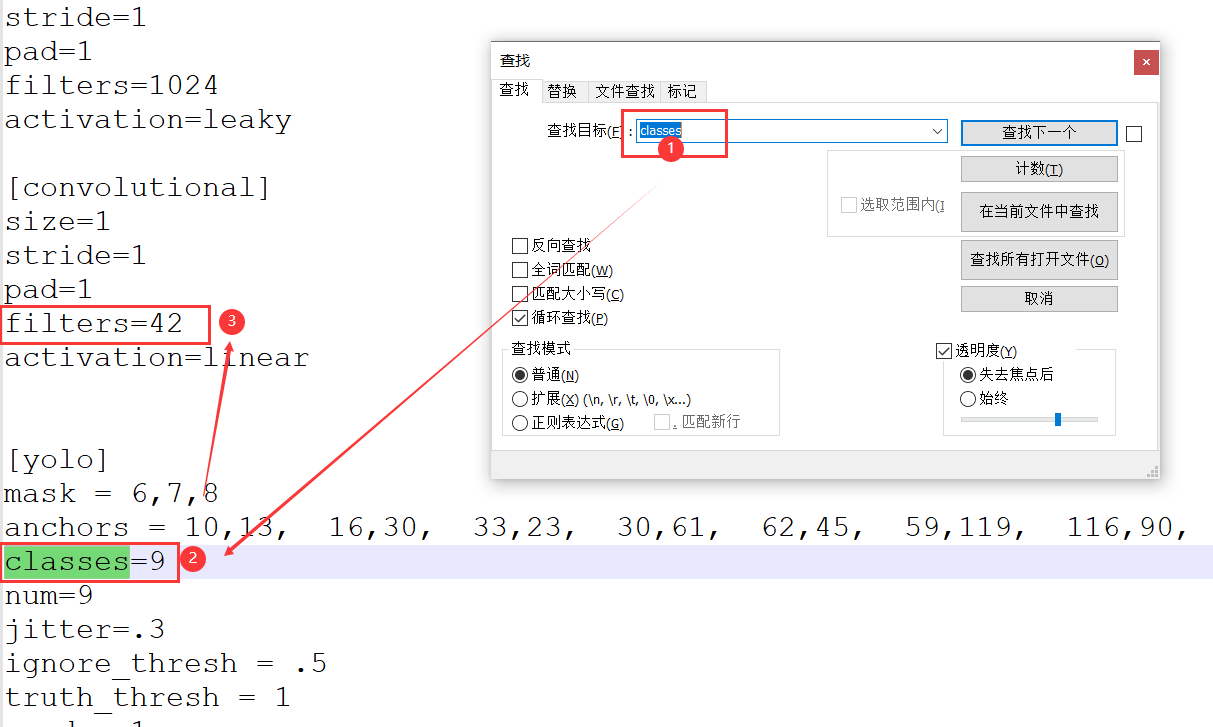 stride=1
pad=1
filters=1024
activation=leaky
[convolutional]
size=1
stride=1
pad=1
filters=42
3
activation=linear
[yolo]
mask = 6,7,8
anchors = 10,13,  16,30,  33,23,  30,61,  62,45,  59,119,  116,90,
classes=9
2
num=9
jitter=.3
ignore_thresh = .5
truth_thresh = 1
查找
×
查找 替换 文件查找 标记
查找目标(F) : classes
1
查找下一个
计数(T)
选取范围内(I
在当前文件中查找
查找所有打开文件(O)
取消
反向查找
全词匹配(W)
匹配大小写(C)
循环查找(P)
查找模式
普通(N)
扩展(X) (\n, \r, \t, \0, \x...)
正则表达式(G)
. 匹配新行
透明度(Y)
失去焦点后
始终